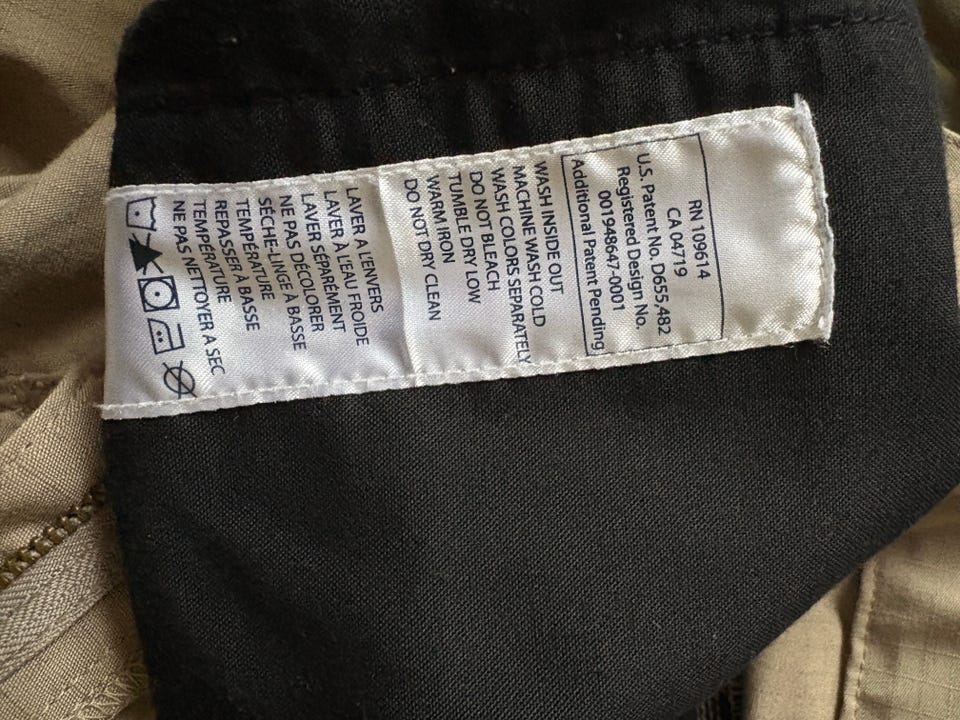 RN 109614
CA 04719
U.S. Patent No. D655,482
Registered Design No.
001948647-0001
Additional Patent Pending
WASH INSIDE OUT
MACHINE WASH COLD
WASH COLORS SEPARATELY
DO NOT BLEACH
TUMBLE DRY LOW
WARM IRON
DO NOT DRY CLEAN
LAVER A L'ENVERS
LAVER À L'EAU FROIDE
LAVER SÉPARÉMENT
NE PAS DÉCOLORER
SÈCHE-LINGE À BASSE
TEMPÉRATURE
REPASSER À BASSE
TEMPÉRATURE
NE PAS NETTOYER A SEC